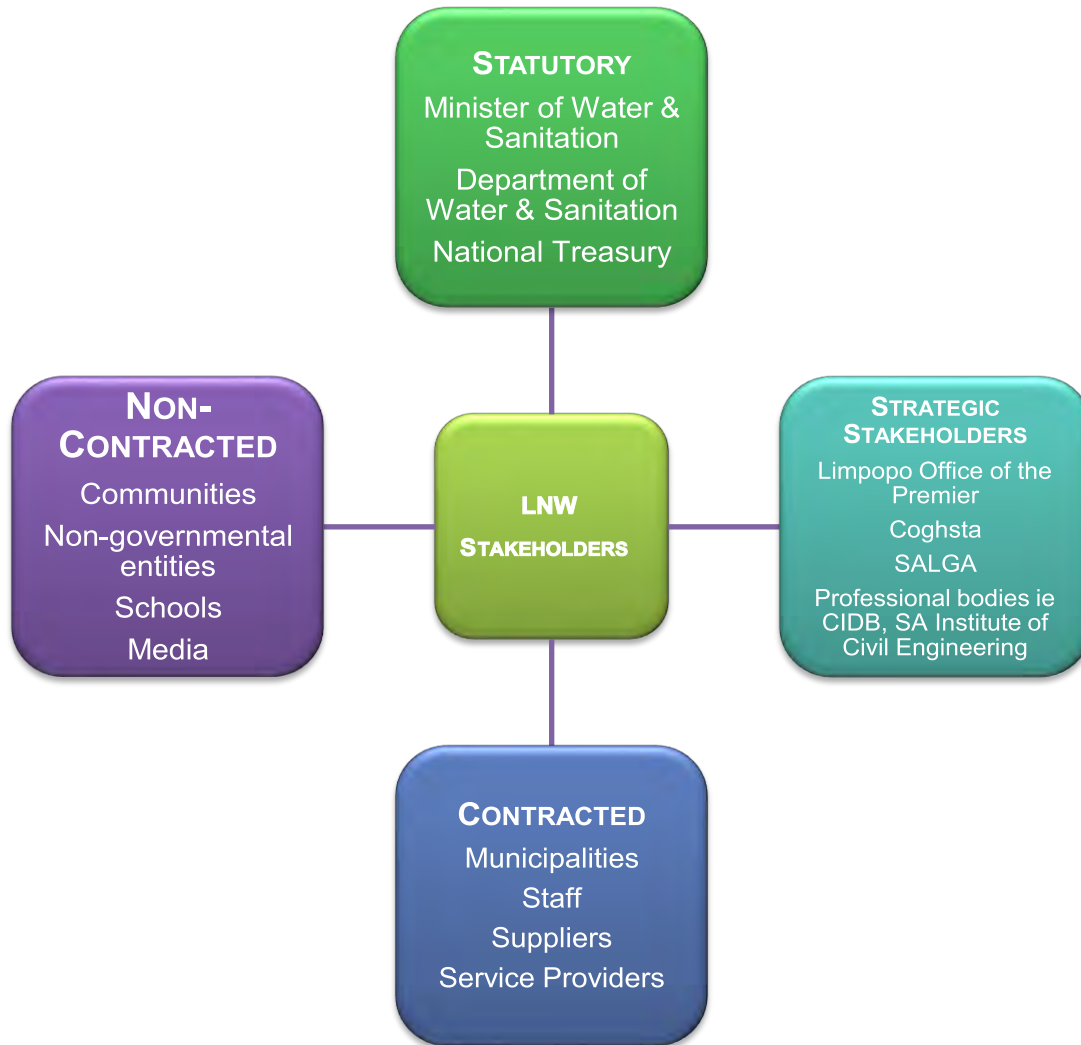 STATUTORY
Minister of Water &
Sanitation
Department of
Water & Sanitation
National Treasury
NON-
CONTRACTED
Communities
Non-governmental
entities
Schools
Media
LNW
STAKEHOLDERS
STRATEGIC
STAKEHOLDERS
Limpopo Office of the
Premier
Coghsta
SALGA
Professional bodies ie
CIDB, SA Institute of
Civil Engineering
CONTRACTED
Municipalities
Staff
Suppliers
Service Providers